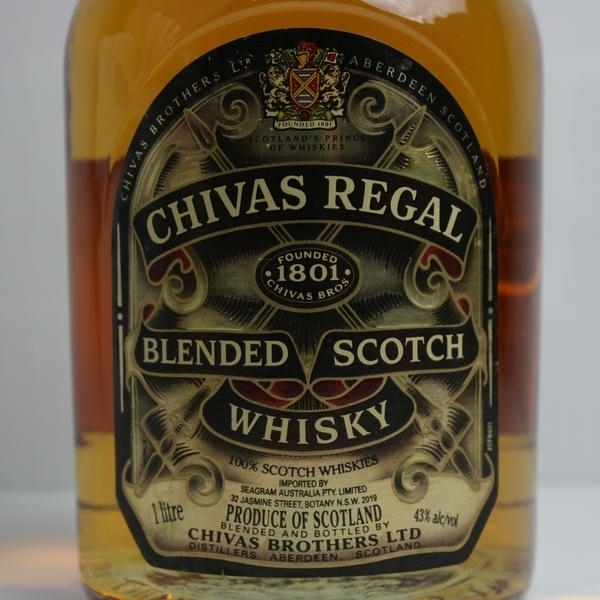 CHIVAS BROTHERS LTD ABERDEEN SCOTLAND
FOUNDED 1801
SCOTLAND'S PRINCE
OF WHISKIES
CHIVAS REGAL
FOUNDED
1801
CHIVAS BROS
BLENDED SCOTCH
WHISKY
100% SCOTCH WHISKIES
IMPORTED BY
SEAGRAM AUSTRALIA PTY. LIMITED
32 JASMINE STREET, BOTANY N.S.W. 2019
1 litre PRODUCE OF SCOTLAND 43% alc/vol
BLENDED AND BOTTLED BY
CHIVAS BROTHERS LTD
DISTILLERS, ABERDEEN, SCOTLAND